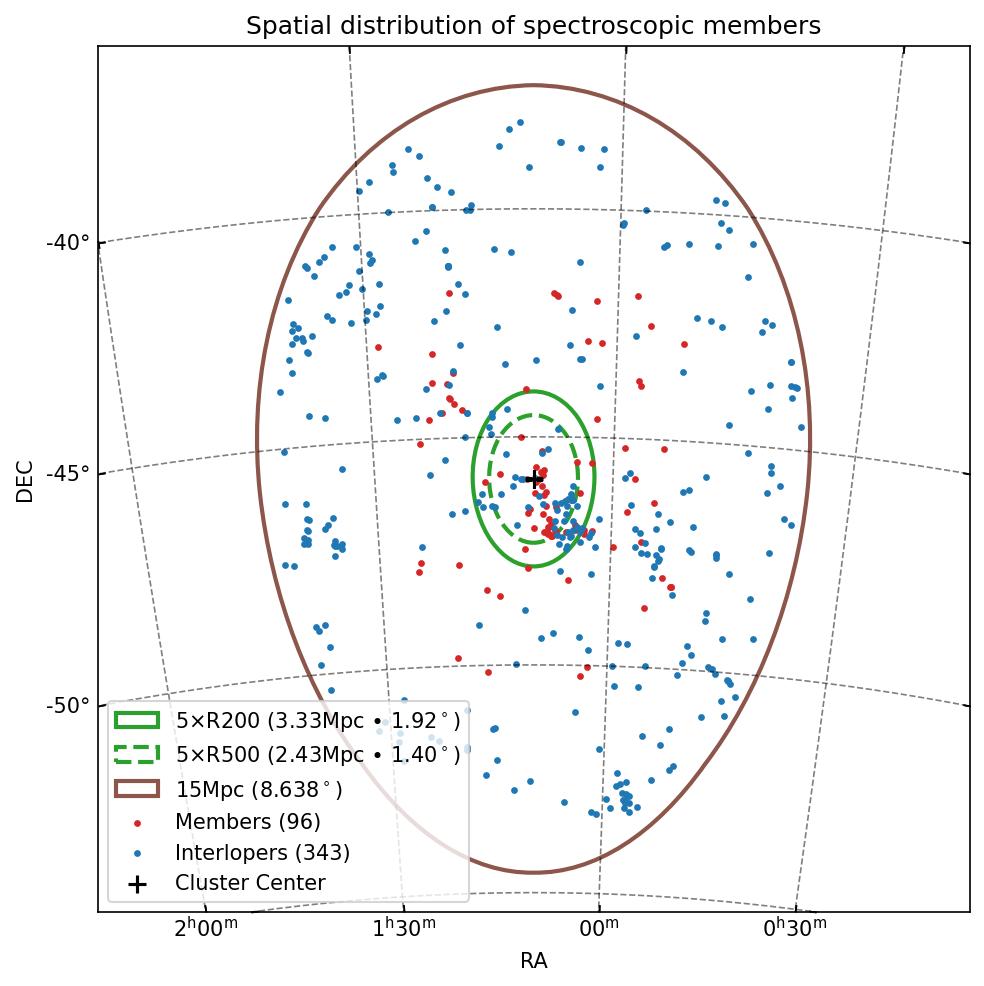 Spatial distribution of spectroscopic members
-40°
-45°
-50°
DEC
5×R200 (3.33Mpc • 1.92°)
5×R500 (2.43Mpc • 1.40°)
15Mpc (8.638°)
Members (96)
Interlopers (343)
Cluster Center
2ʰ00ᵐ
1ʰ30ᵐ
00ᵐ
0ʰ30ᵐ
RA